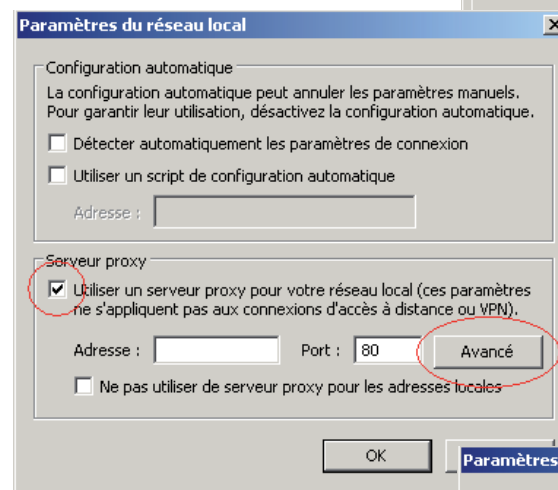 Paramètres du réseau local
Configuration automatique
La configuration automatique peut annuler les paramètres manuels.
Pour garantir leur utilisation, désactivez la configuration automatique.
Détecter automatiquement les paramètres de connexion
Utiliser un script de configuration automatique
Adresse :
Serveur proxy
Utiliser un serveur proxy pour votre réseau local (ces paramètres
ne s'appliquent pas aux connexions d'accès à distance ou VPN).
Adresse : Port : 80 Avancé
Ne pas utiliser de serveur proxy pour les adresses locales
OK
Paramètres